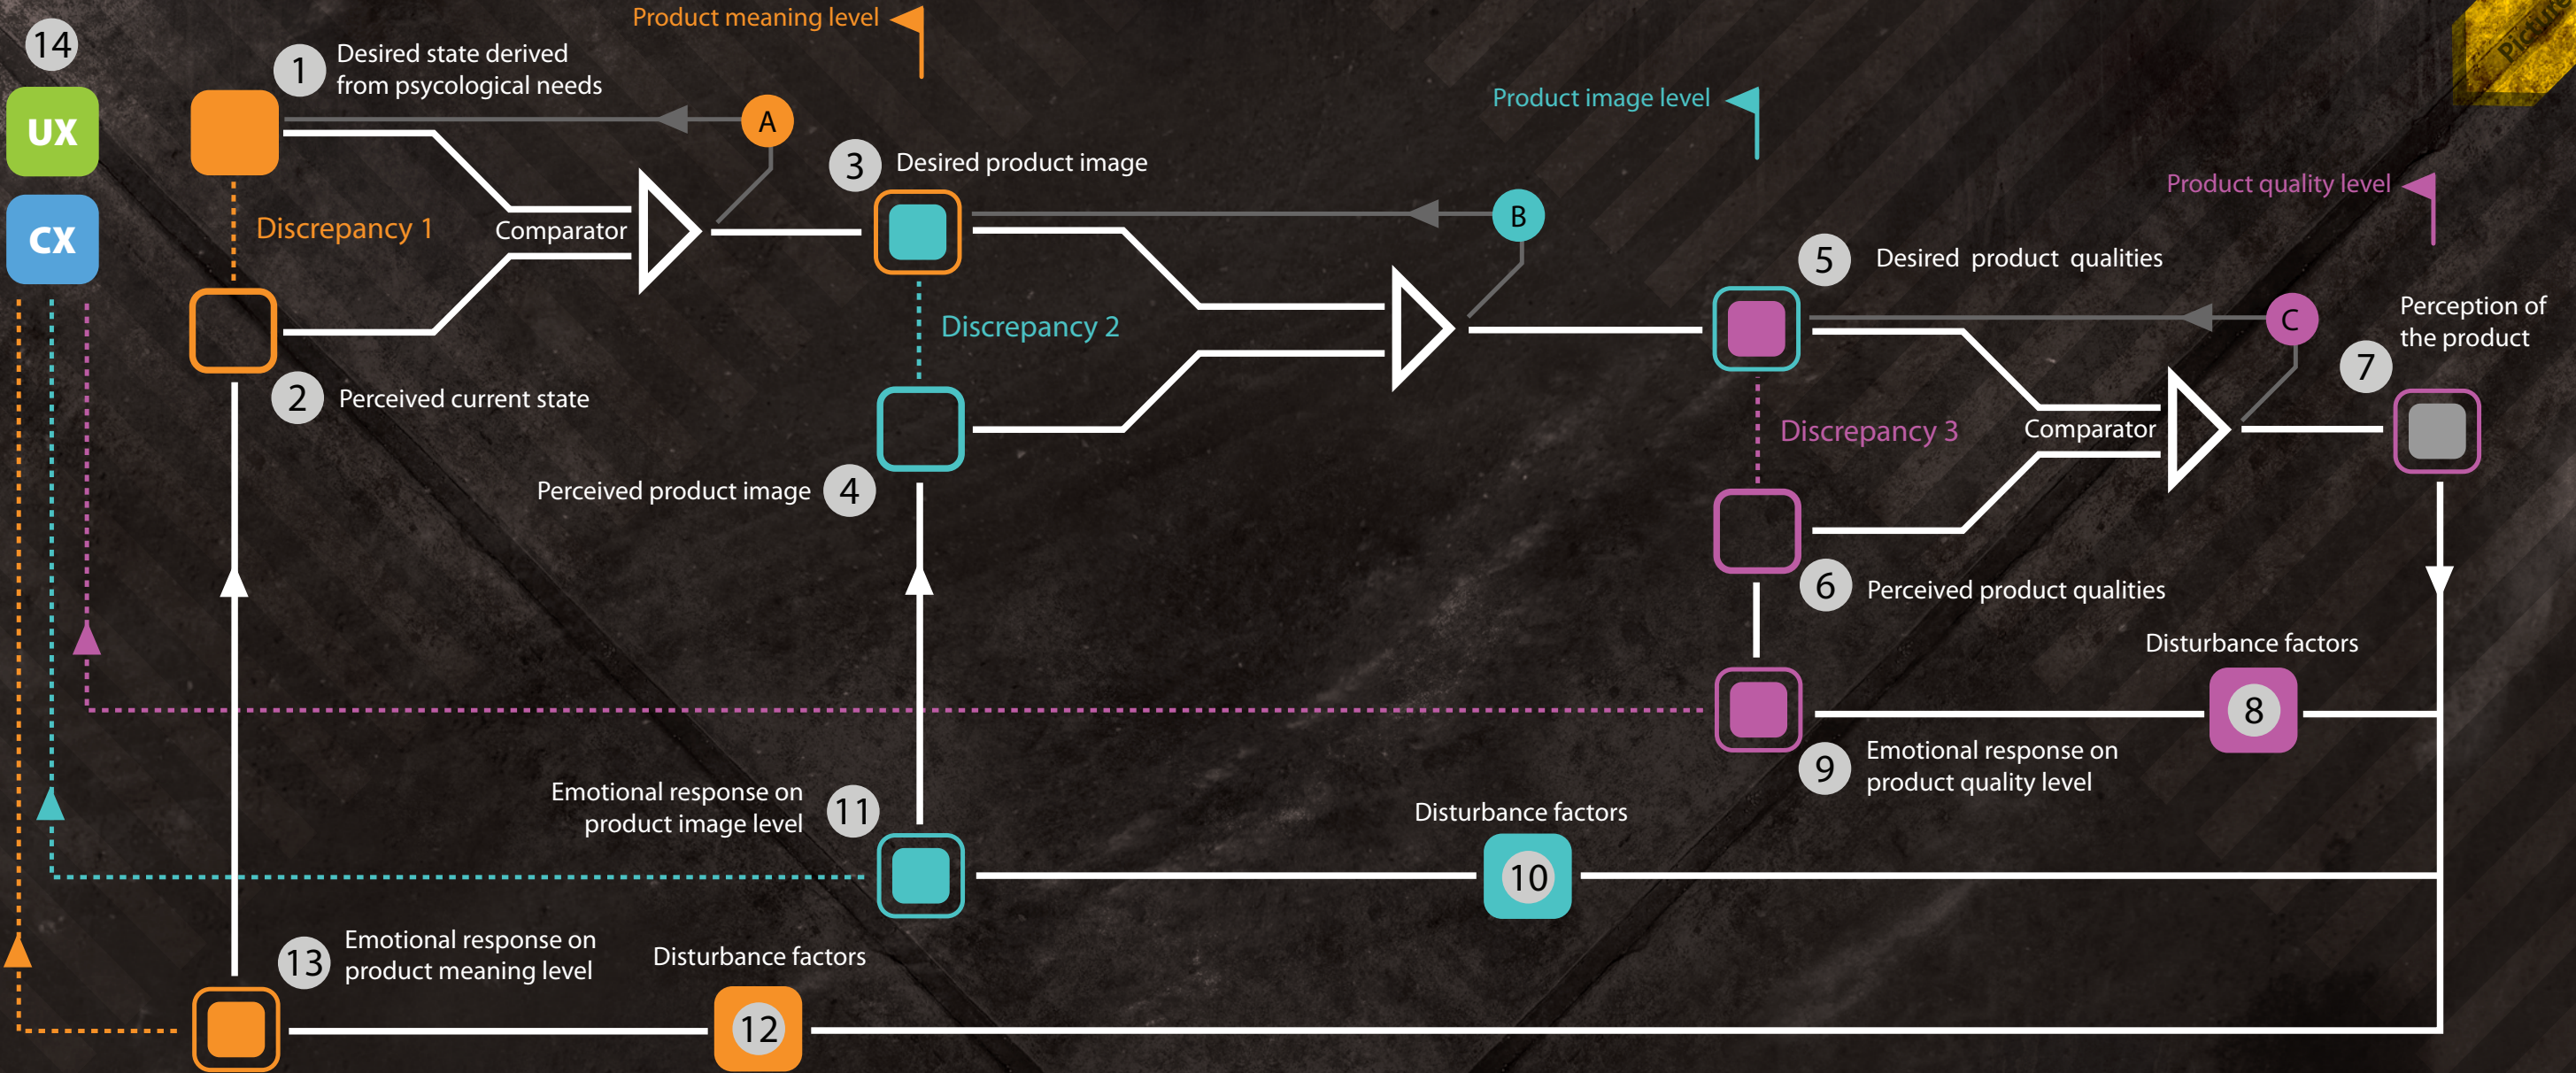 Product meaning level
14
1
Desired state derived
from psycological needs
UX
A
Product image level
3
Desired product image
Product quality level
CX
Discrepancy 1
Comparator
B
5
Desired product qualities
2
Perceived current state
Discrepancy 2
C
Perception of
the product
7
Perceived product image
4
Discrepancy 3
Comparator
6
Perceived product qualities
Disturbance factors
8
9
Emotional response on
product quality level
Emotional response on
product image level
11
Disturbance factors
10
13
Emotional response on
product meaning level
Disturbance factors
12
Picture